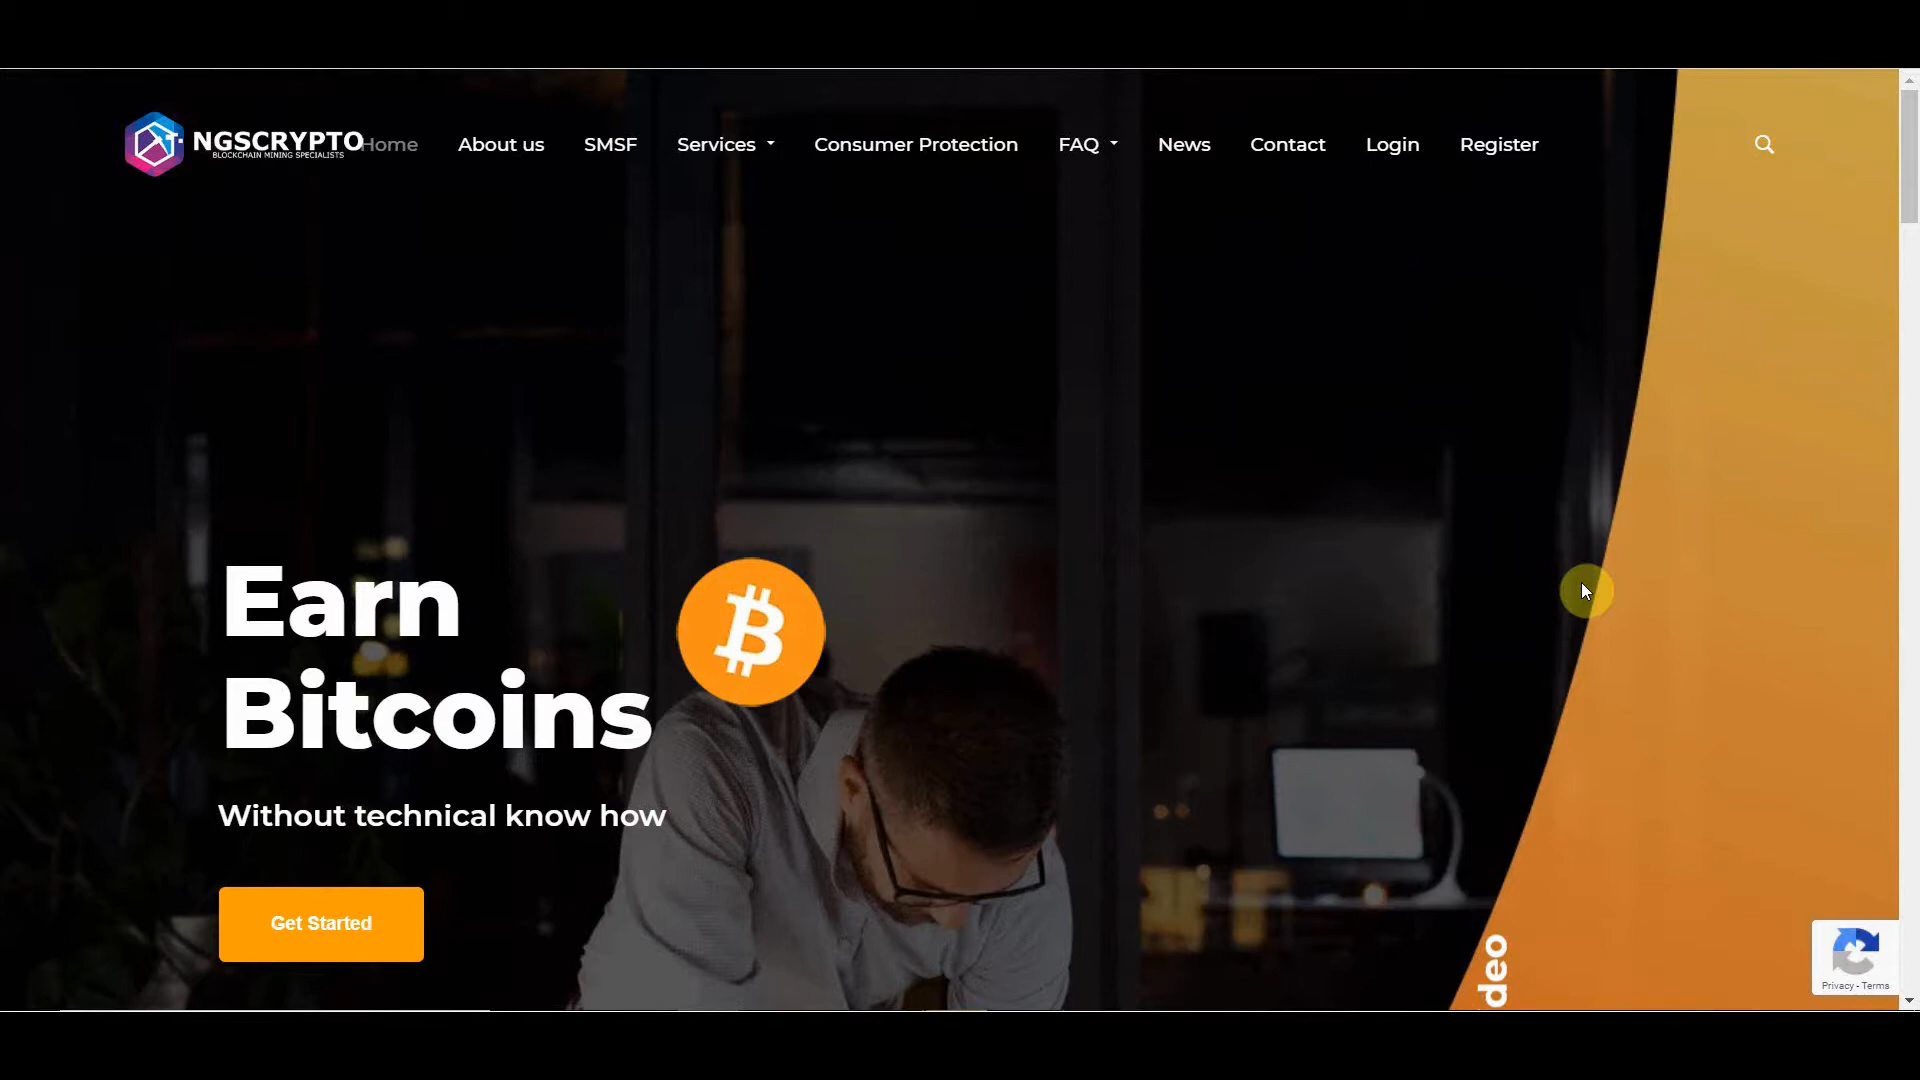 NGSCRYPTO
BLOCKCHAIN MINING SPECIALISTS
Home
About us
SMSF
Services
Consumer Protection
FAQ
News
Contact
Login
Register
Earn
Bitcoins
Without technical know how
Get Started
deo
Privacy - Terms